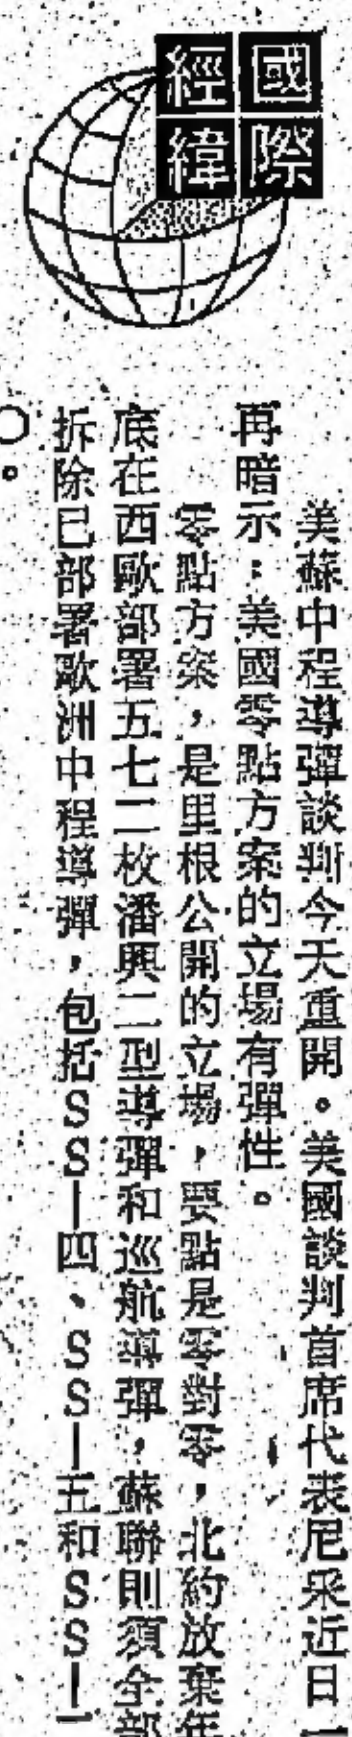 國際
經緯
美蘇中程導彈談判今天重開。美國談判首席代表尼采近日一
再暗示：美國零點方案的立場有彈性。
零點方案，是里根公開的立場，要點是零對零，北約放棄年
底在西歐部署五七二枚潘興二型導彈和巡航導彈，蘇聯則須全部
拆除已部署歐洲中程導彈，包括SS—四、SS—五和SS—二
〇。